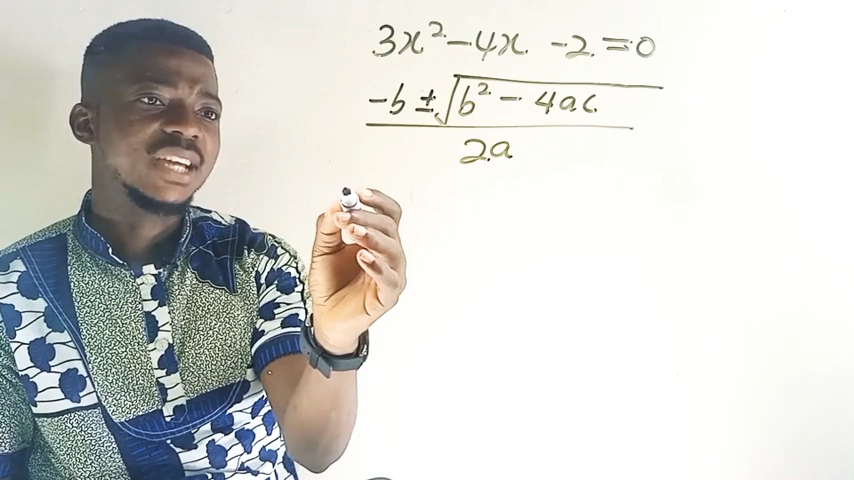 3x² - 4x - 2 = 0
-b ± √b² - 4ac
2a